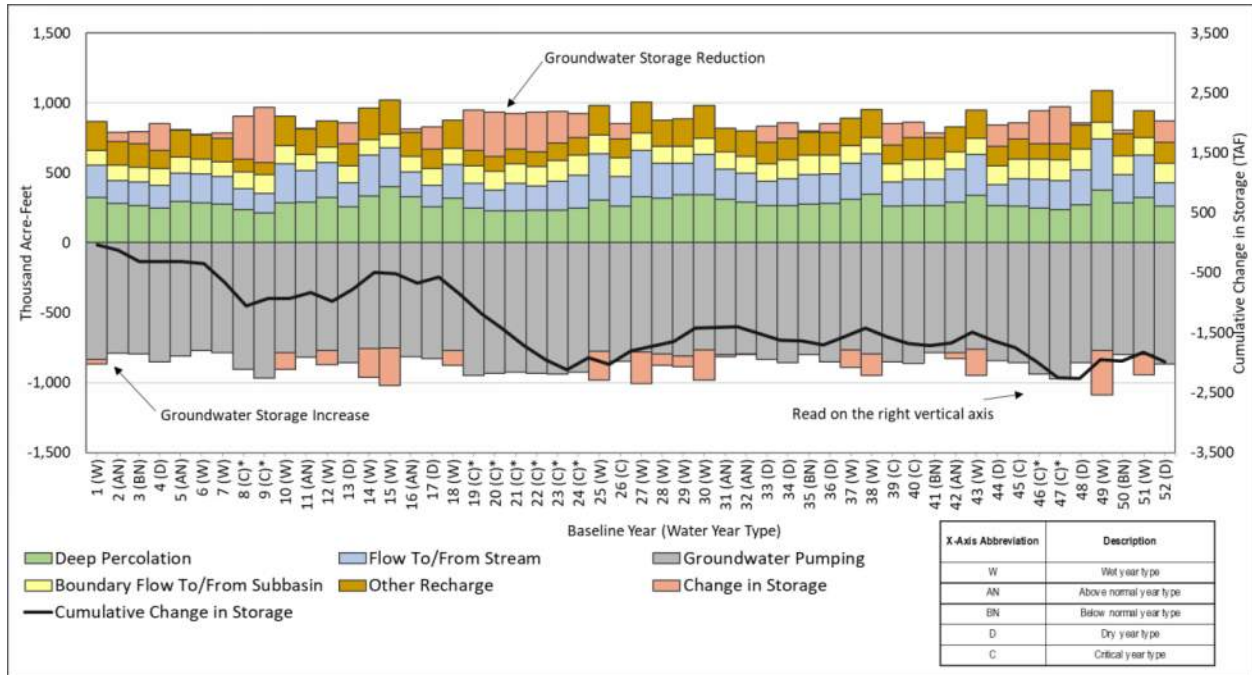 1,500
1,000
500
0
-500
-1,000
-1,500
Thousand Acre-Feet
3,500
2,500
1,500
500
-500
-1,500
-2,500
-3,500
Cumulative Change in Storage (TAF)
Groundwater Storage Reduction
Groundwater Storage Increase
Read on the right vertical axis
1 (W)
2 (AN)
3 (BN)
4 (D)
5 (AN)
6 (W)
7 (W)
8 (C)*
9 (C)*
10 (W)
11 (AN)
12 (W)
13 (D)
14 (W)
15 (W)
16 (AN)
17 (D)
18 (W)
19 (C)*
20 (C)*
21 (C)*
22 (C)*
23 (C)*
24 (C)*
25 (W)
26 (C)
27 (W)
28 (W)
29 (W)
30 (W)
31 (AN)
32 (AN)
33 (D)
34 (D)
35 (BN)
36 (D)
37 (W)
38 (W)
39 (C)
40 (C)
41 (BN)
42 (AN)
43 (W)
44 (D)
45 (C)
46 (C)*
47 (C)*
48 (D)
49 (W)
50 (BN)
51 (W)
52 (D)
Baseline Year (Water Year Type)
Deep Percolation
Flow To/From Stream
Groundwater Pumping
Boundary Flow To/From Subbasin
Other Recharge
Change in Storage
Cumulative Change in Storage
X-Axis Abbreviation Description
W Wet year type
AN Above normal year type
BN Below normal year type
D Dry year type
C Critical year type